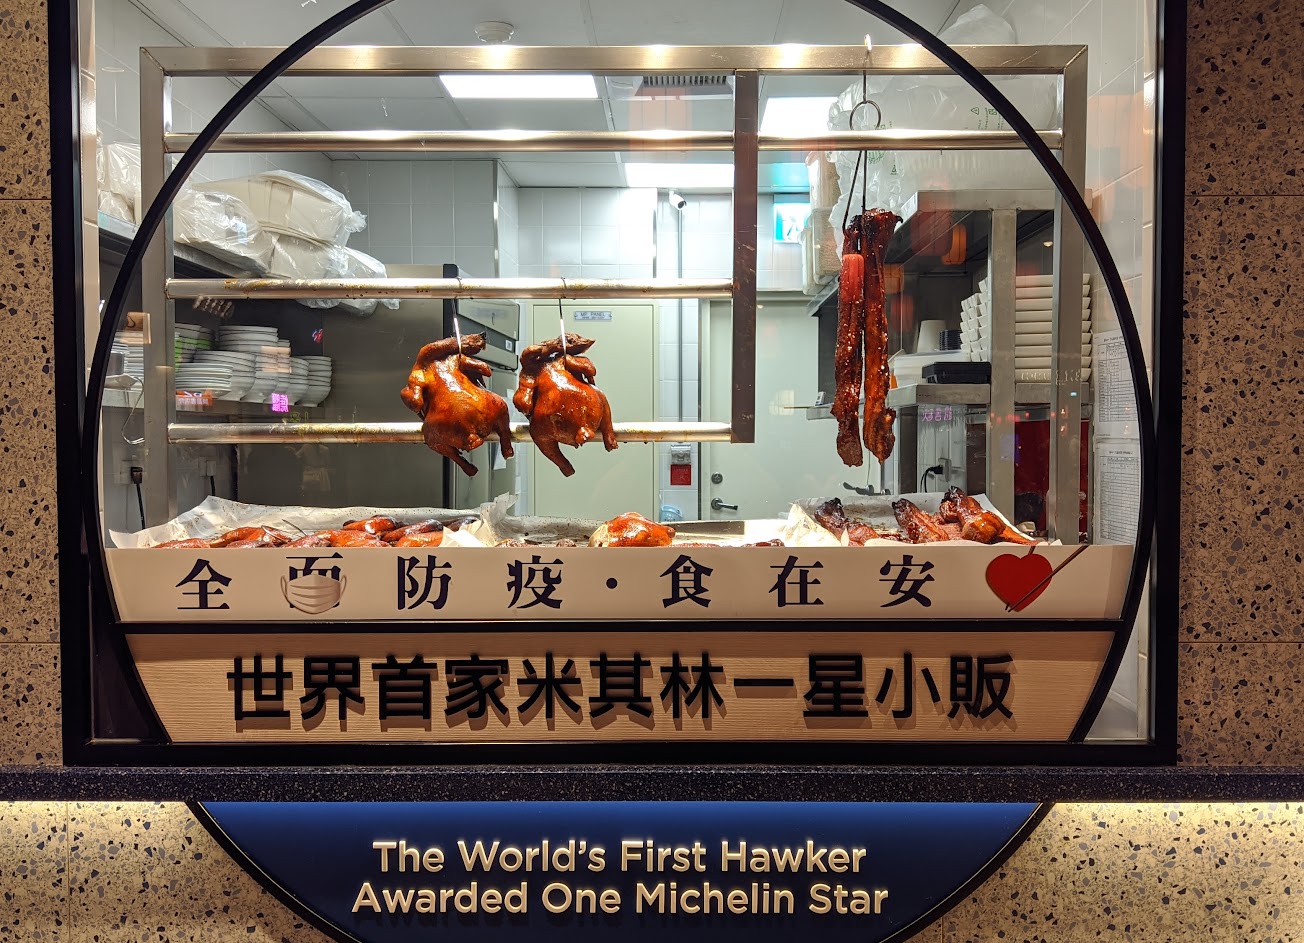 全面防疫・食在安
世界首家米其林一星小販
The World's First Hawker
Awarded One Michelin Star